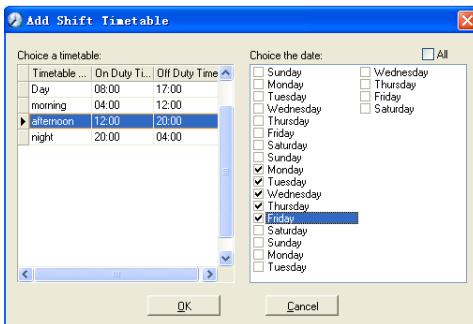 Add Shift Timetable
Choice a timetable:
Timetable ... On Duty Ti... Off Duty Time
Day 08:00 17:00
morning 04:00 12:00
afternoon 12:00 20:00
night 20:00 04:00
Choice the date:
All
Sunday
Monday
Tuesday
Wednesday
Thursday
Friday
Saturday
Sunday
Monday
Tuesday
Wednesday
Thursday
Friday
Saturday
Sunday
Monday
Tuesday
Wednesday
Thursday
Friday
Saturday
OK
Cancel